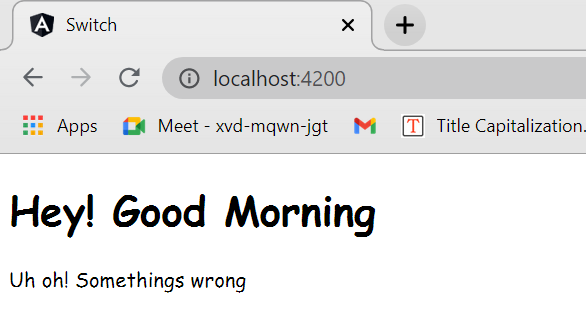 Switch
localhost:4200
Apps Meet - xvd-mqwn-jgt T Title Capitalization.
Hey! Good Morning
Uh oh! Somethings wrong